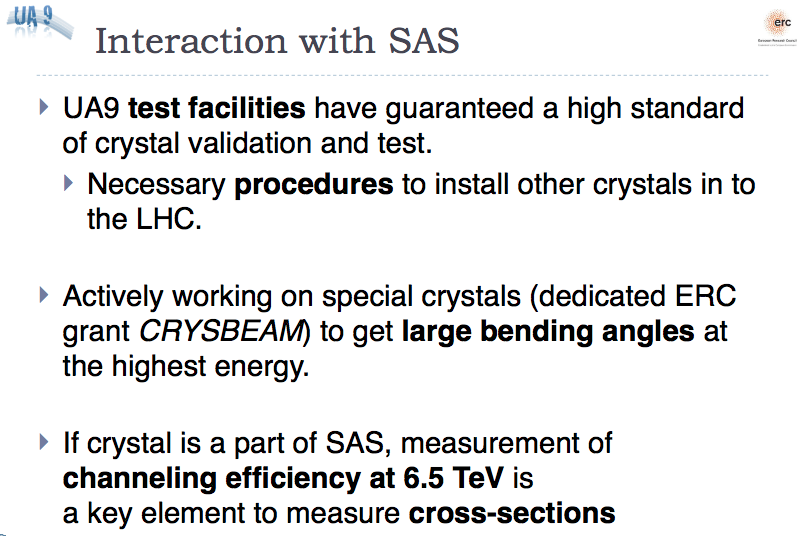 UA 9
Interaction with SAS
erc
European Research Council
UA9 test facilities have guaranteed a high standard
of crystal validation and test.
Necessary procedures to install other crystals in to
the LHC.
Actively working on special crystals (dedicated ERC
grant CRYSBEAM) to get large bending angles at
the highest energy.
If crystal is a part of SAS, measurement of
channeling efficiency at 6.5 TeV is
a key element to measure cross-sections